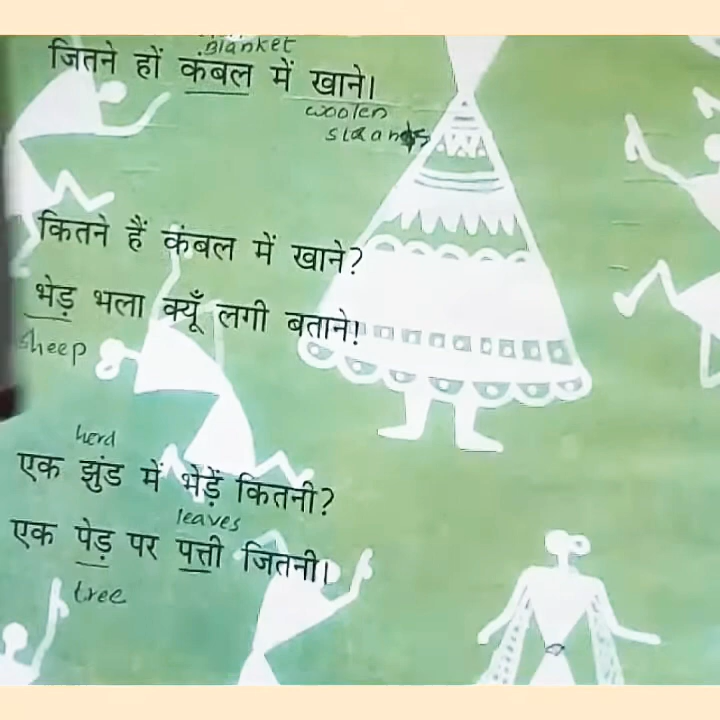 Blanket
जितने हों कंबल में खाने।
woolen
कितने हैं कंबल में खाने?
भेड़ भला क्यूँ लगी बताने!
sheep
herd
एक झुंड में भेड़ें कितनी?
leaves
एक पेड़ पर पत्ती जितनी।
tree